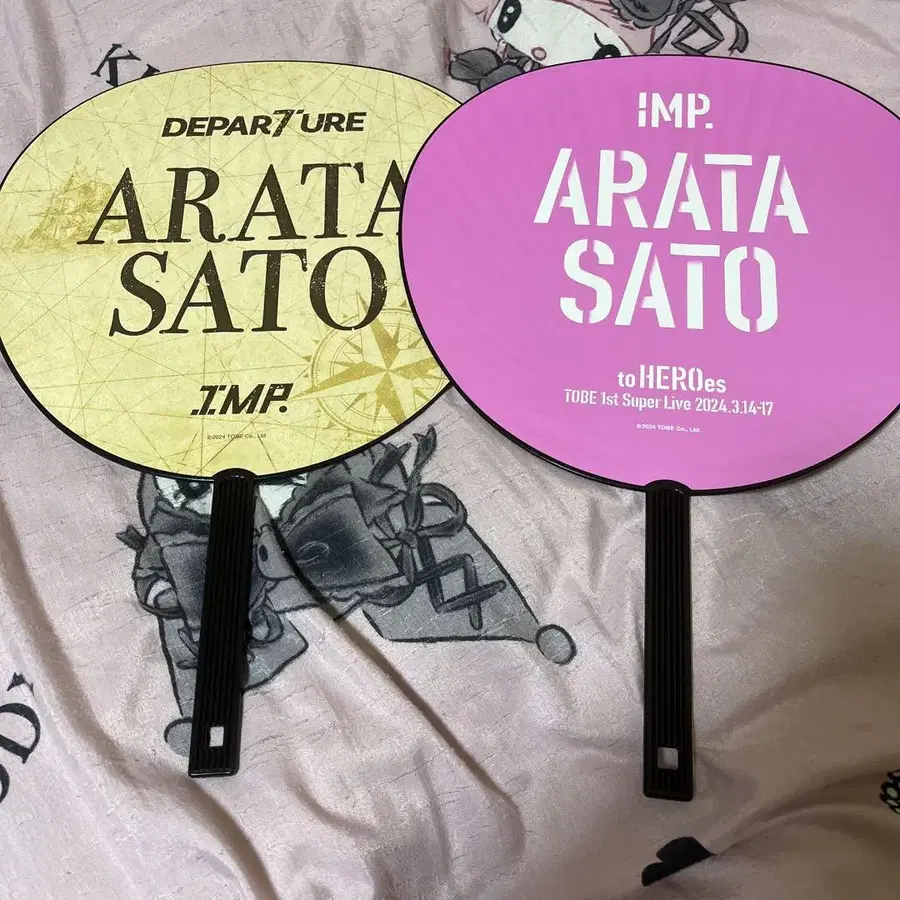 DEPAR7URE
ARATA
SATO
IMP.
©2024 TOBE Co., Ltd.
IMP.
ARATA
SATO
to HEROes
TOBE 1st Super Live 2024.3.14-17
©2024 TOBE Co., Ltd.